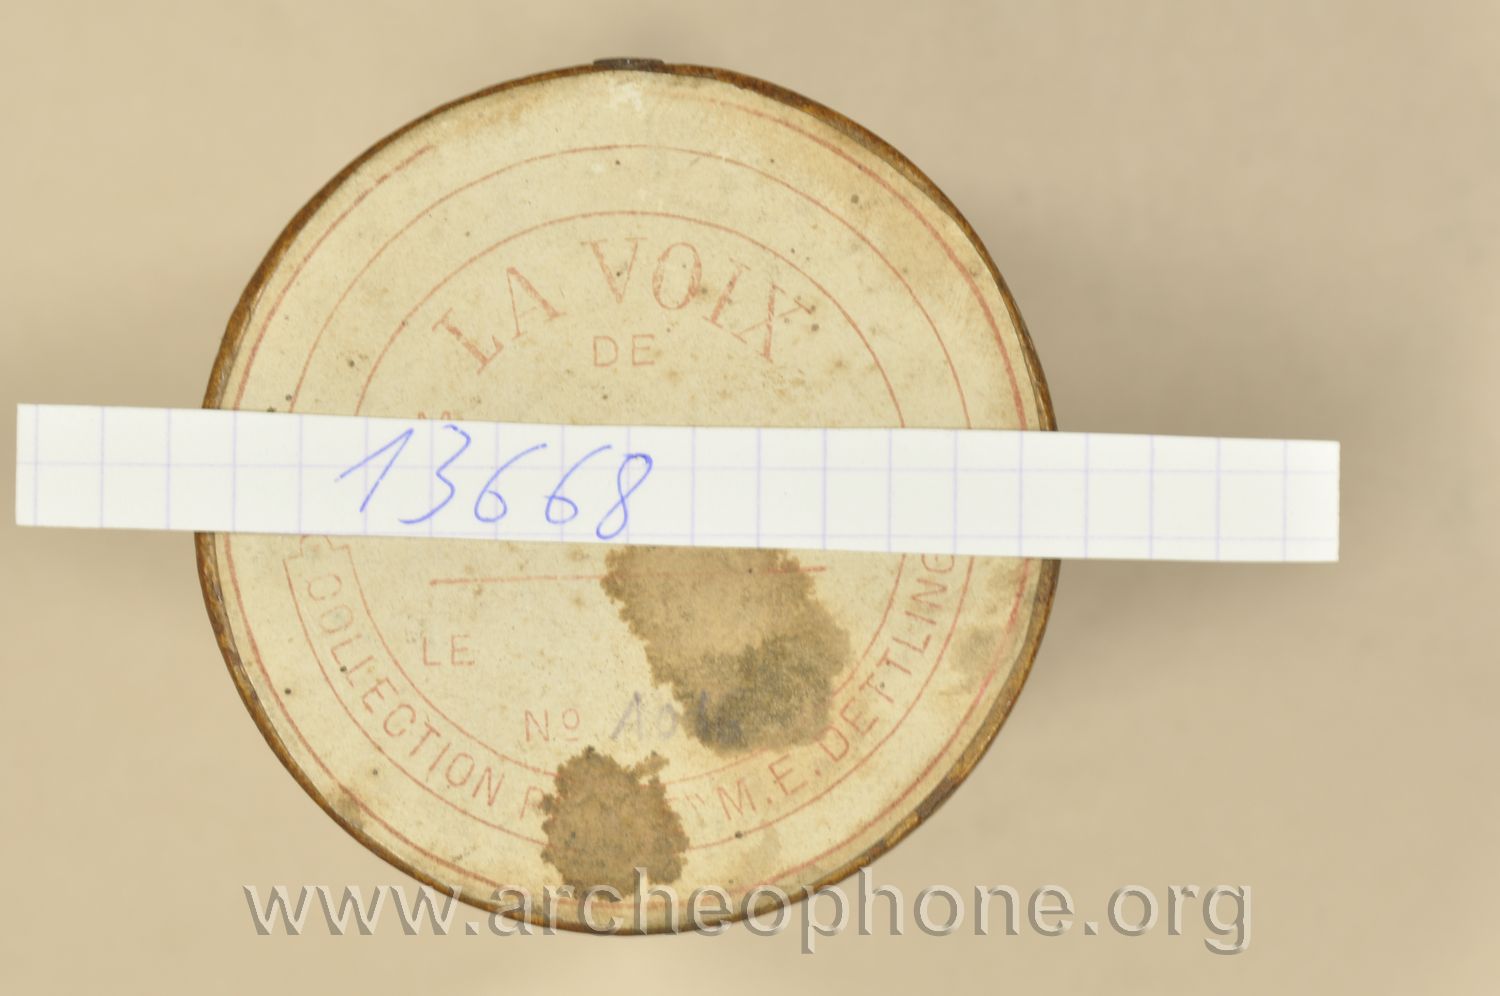 LA VOIX
DE
13668
LE
Nº
COLLECTION M. E. DETTLING
www.archeophone.org